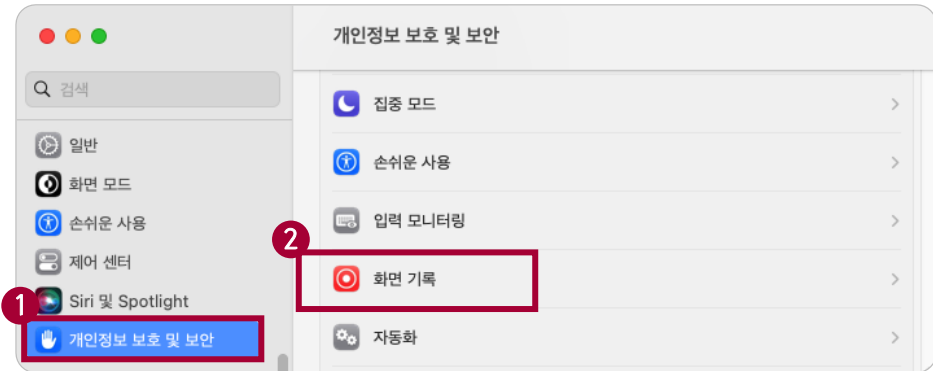 개인정보 보호 및 보안
검색
일반
화면 모드
손쉬운 사용
제어 센터
Siri 및 Spotlight
1
개인정보 보호 및 보안
집중 모드
손쉬운 사용
입력 모니터링
2
화면 기록
자동화